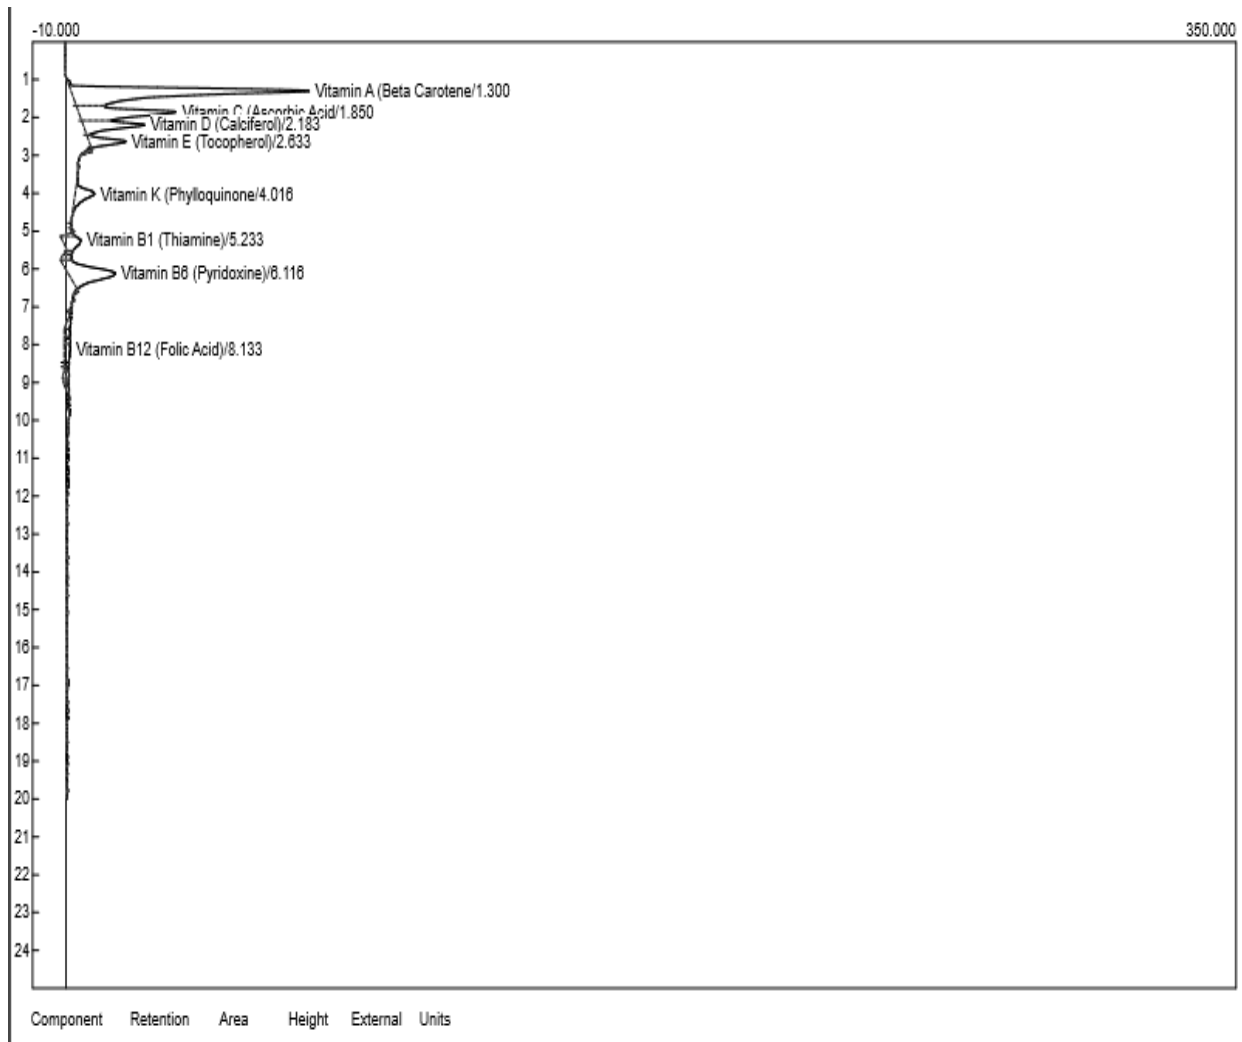 -10.000 350.000
1
Vitamin A (Beta Carotene/1.300
2
Vitamin C (Ascorbic Acid/1.850
Vitamin D (Calciferol)/2.183
Vitamin E (Tocopherol)/2.633
3
4
Vitamin K (Phylloquinone/4.016
5
Vitamin B1 (Thiamine)/5.233
6
Vitamin B6 (Pyridoxine)/6.116
7
8
Vitamin B12 (Folic Acid)/8.133
9
10
11
12
13
14
15
16
17
18
19
20
21
22
23
24
Component Retention Area Height External Units